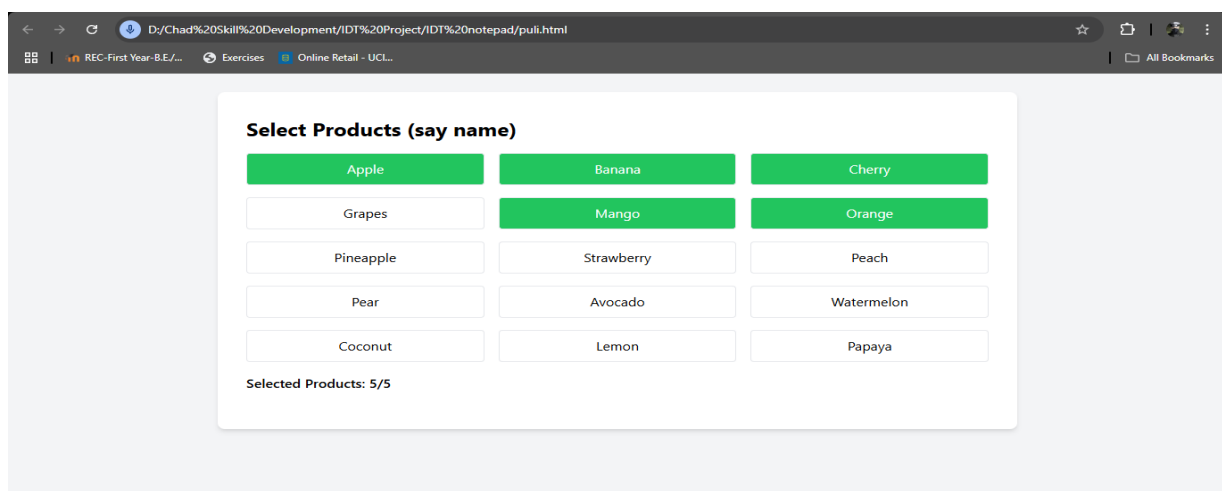 D:/Chad%20Skill%20Development/IDT%20Project/IDT%20notepad/puli.html
REC-First Year-B.E./... Exercises Online Retail - UCI... All Bookmarks
Select Products (say name)
Apple Banana Cherry
Grapes Mango Orange
Pineapple Strawberry Peach
Pear Avocado Watermelon
Coconut Lemon Papaya
Selected Products: 5/5